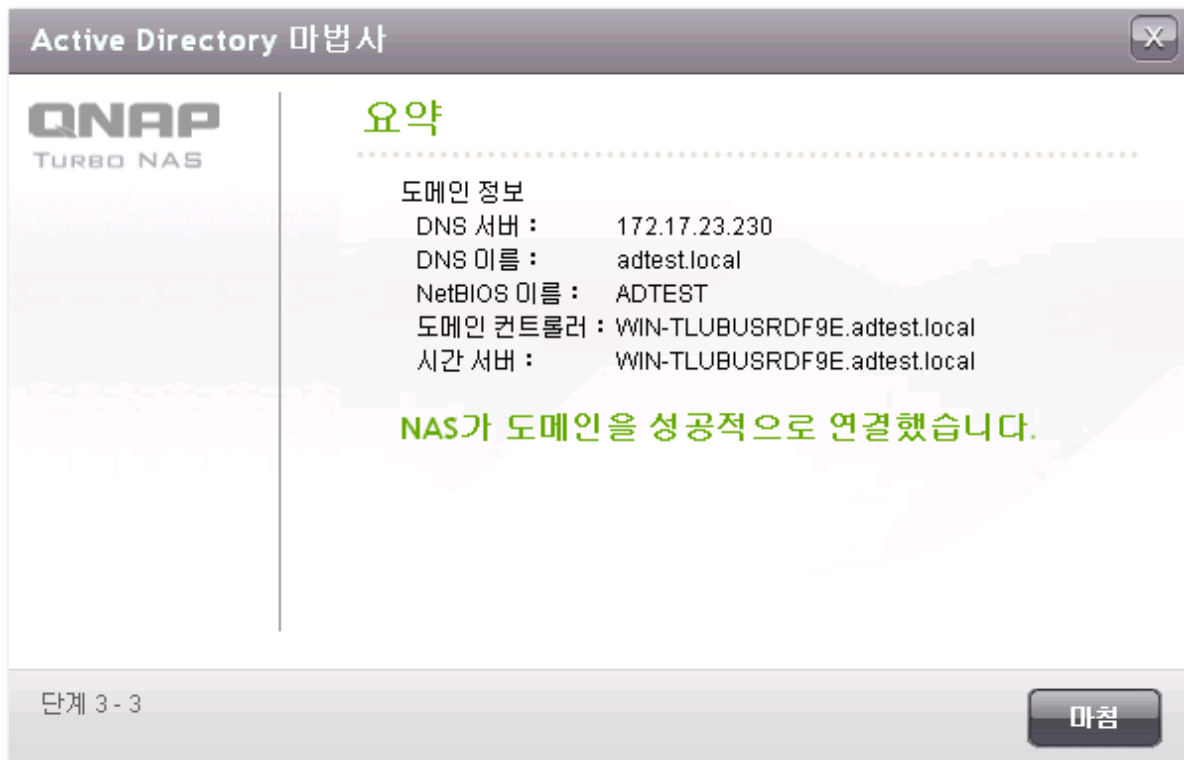 Active Directory 마법사
X
QNAP
TURBO NAS
요약
도메인 정보
DNS 서버 : 172.17.23.230
DNS 이름 : adtest.local
NetBIOS 이름 : ADTEST
도메인 컨트롤러 : WIN-TLUBUSRDF9E.adtest.local
시간 서버 : WIN-TLUBUSRDF9E.adtest.local
NAS가 도메인을 성공적으로 연결했습니다.
단계 3 - 3
마침